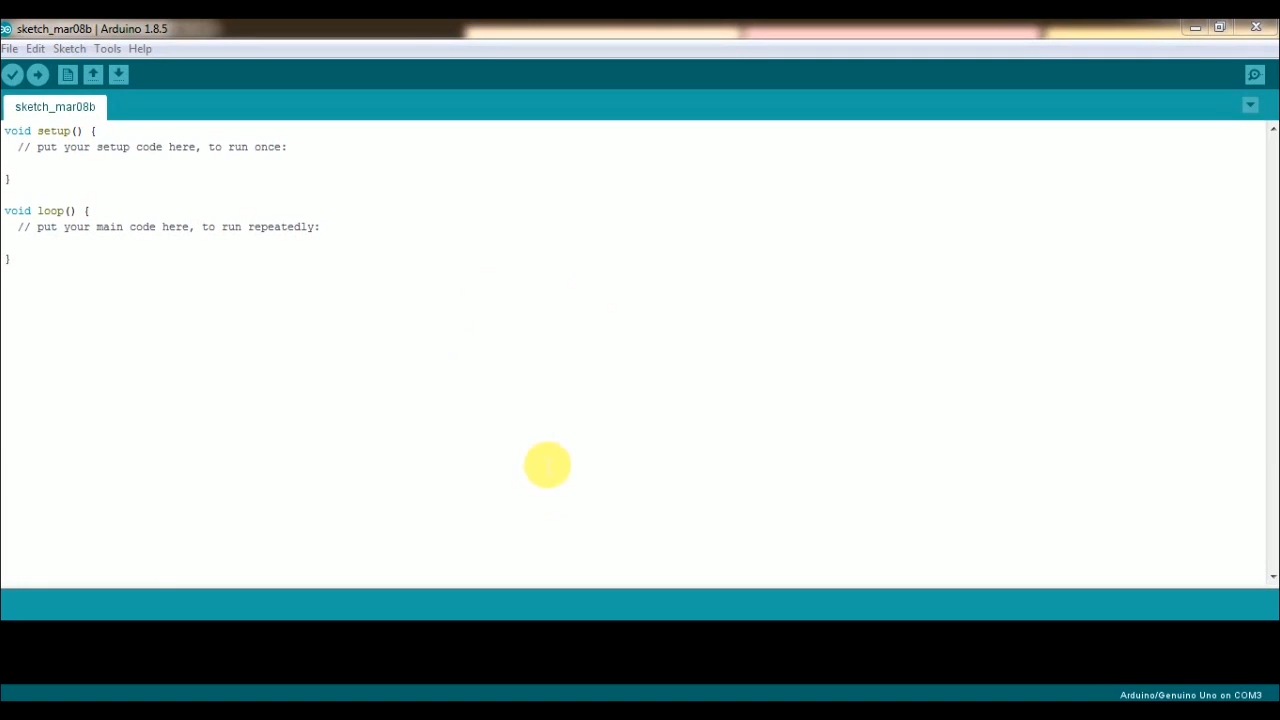 sketch_mar08b | Arduino 1.8.5
File Edit Sketch Tools Help
sketch_mar08b
void setup() {
  // put your setup code here, to run once:
}
void loop() {
  // put your main code here, to run repeatedly:
}
Arduino/Genuino Uno on COM3